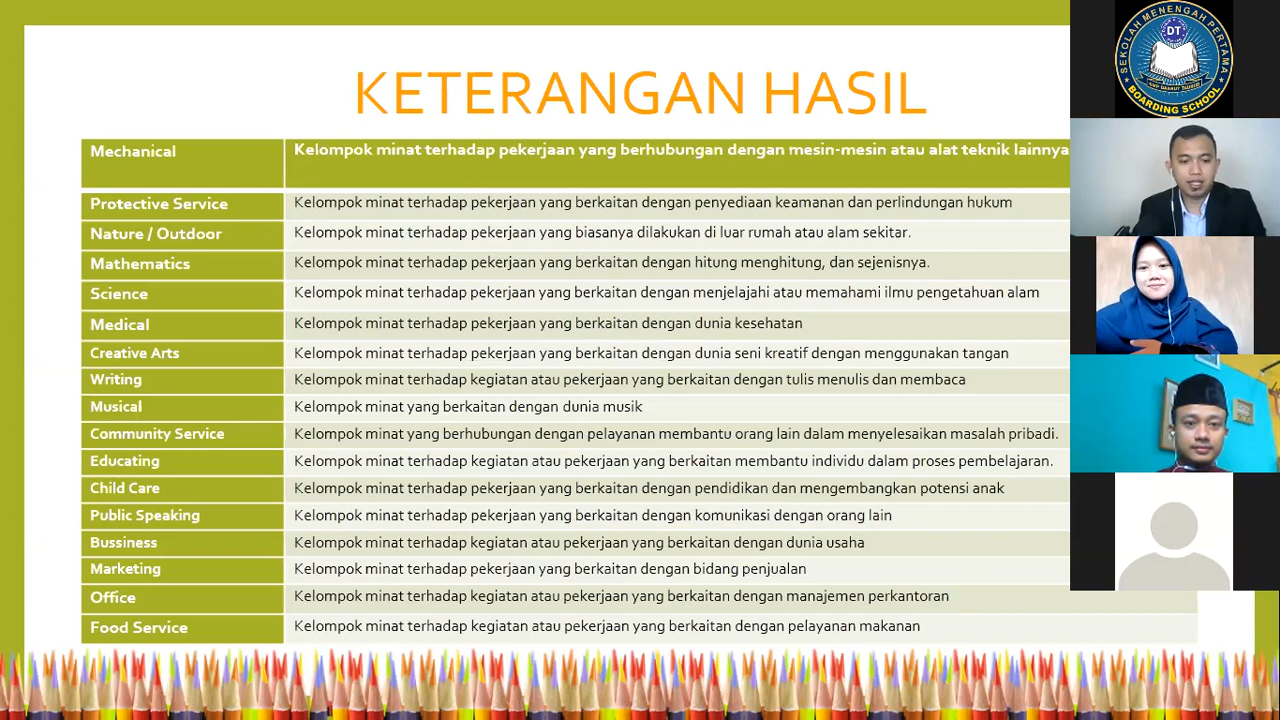 KETERANGAN HASIL
Mechanical Kelompok minat terhadap pekerjaan yang berhubungan dengan mesin-mesin atau alat teknik lainnya
Protective Service Kelompok minat terhadap pekerjaan yang berkaitan dengan penyediaan keamanan dan perlindungan hukum
Nature / Outdoor Kelompok minat terhadap pekerjaan yang biasanya dilakukan di luar rumah atau alam sekitar.
Mathematics Kelompok minat terhadap pekerjaan yang berkaitan dengan hitung menghitung, dan sejenisnya.
Science Kelompok minat terhadap pekerjaan yang berkaitan dengan menjelajahi atau memahami ilmu pengetahuan alam
Medical Kelompok minat terhadap pekerjaan yang berkaitan dengan dunia kesehatan
Creative Arts Kelompok minat terhadap pekerjaan yang berkaitan dengan dunia seni kreatif dengan menggunakan tangan
Writing Kelompok minat terhadap kegiatan atau pekerjaan yang berkaitan dengan tulis menulis dan membaca
Musical Kelompok minat yang berkaitan dengan dunia musik
Community Service Kelompok minat yang berhubungan dengan pelayanan membantu orang lain dalam menyelesaikan masalah pribadi.
Educating Kelompok minat terhadap kegiatan atau pekerjaan yang berkaitan membantu individu dalam proses pembelajaran.
Child Care Kelompok minat terhadap pekerjaan yang berkaitan dengan pendidikan dan mengembangkan potensi anak
Public Speaking Kelompok minat terhadap pekerjaan yang berkaitan dengan komunikasi dengan orang lain
Bussiness Kelompok minat terhadap kegiatan atau pekerjaan yang berkaitan dengan dunia usaha
Marketing Kelompok minat terhadap pekerjaan yang berkaitan dengan bidang penjualan
Office Kelompok minat terhadap kegiatan atau pekerjaan yang berkaitan dengan manajemen perkantoran
Food Service Kelompok minat terhadap kegiatan atau pekerjaan yang berkaitan dengan pelayanan makanan
SEKOLAH MENENGAH PERTAMA
DT
BOARDING SCHOOL